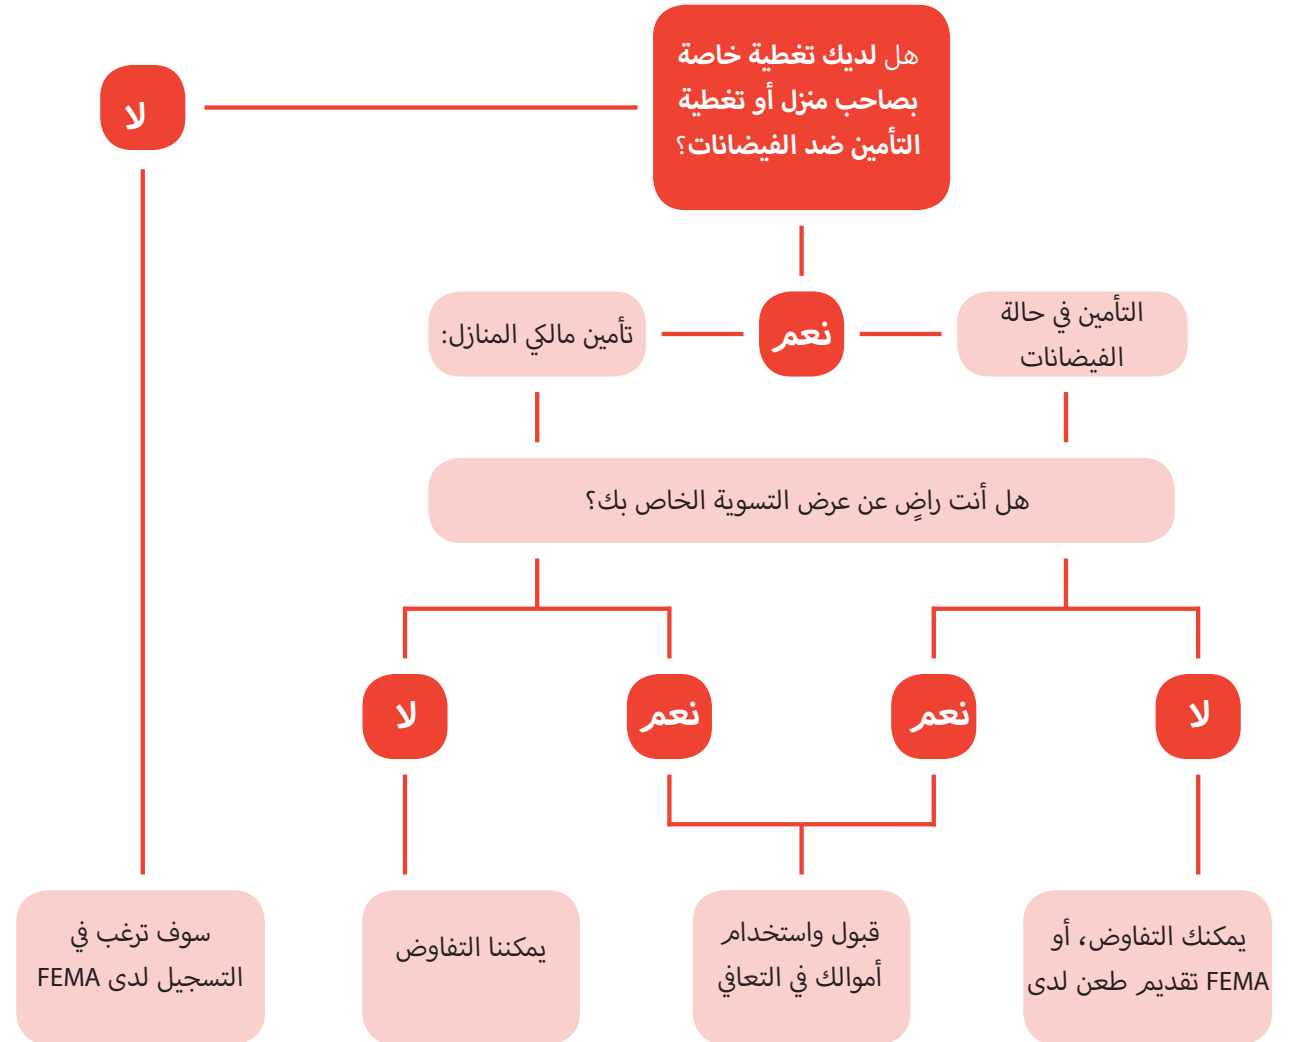 هل لديك تغطية خاصة
بصاحب منزل أو تغطية
التأمين ضد الفيضانات؟
لا
نعم
التأمين في حالة
الفيضانات
تأمين مالكي المنازل:
هل أنت راضٍ عن عرض التسوية الخاص بك؟
لا
نعم
نعم
لا
يمكنك التفاوض، أو
FEMA تقديم طعن لدى
قبول واستخدام
أموالك في التعافي
يمكننا التفاوض
سوف ترغب في
التسجيل لدى FEMA